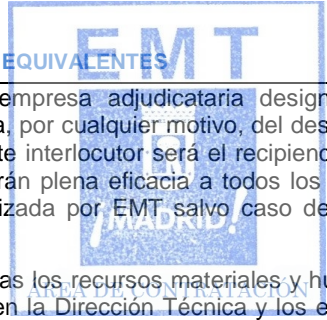 EMT
EQUIVALENTES
empresa adjudicataria design
a, por cualquier motivo, del des
te interlocutor será el recipienc
rán plena eficacia a todos los
izada por EMT salvo caso de
¡MADRID!
as los recursos materiales y hu
AREA DE CONTRATACIÓN
en la Dirección Técnica y los e